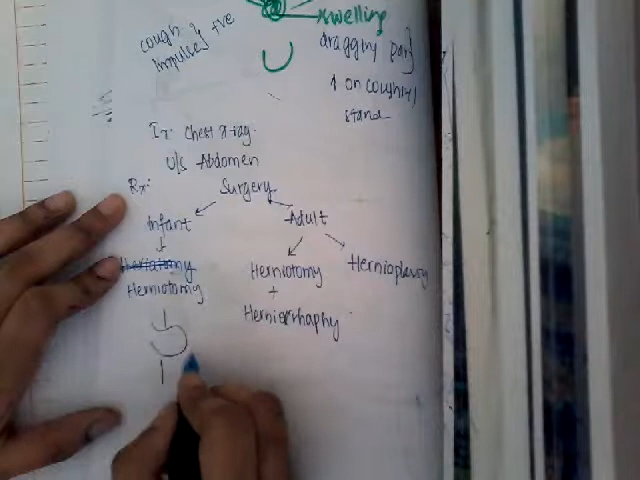 swelling
cough } +ve
impulse
dragging pain }
↑ on coughing,
stand
Ix: Chest x-ray.
U/s Abdomen
Rx:
Surgery
Infant
Adult
Herniotomy
Herniotomy
+
Herniorrhaphy
Hernioplasty
Herniotomy